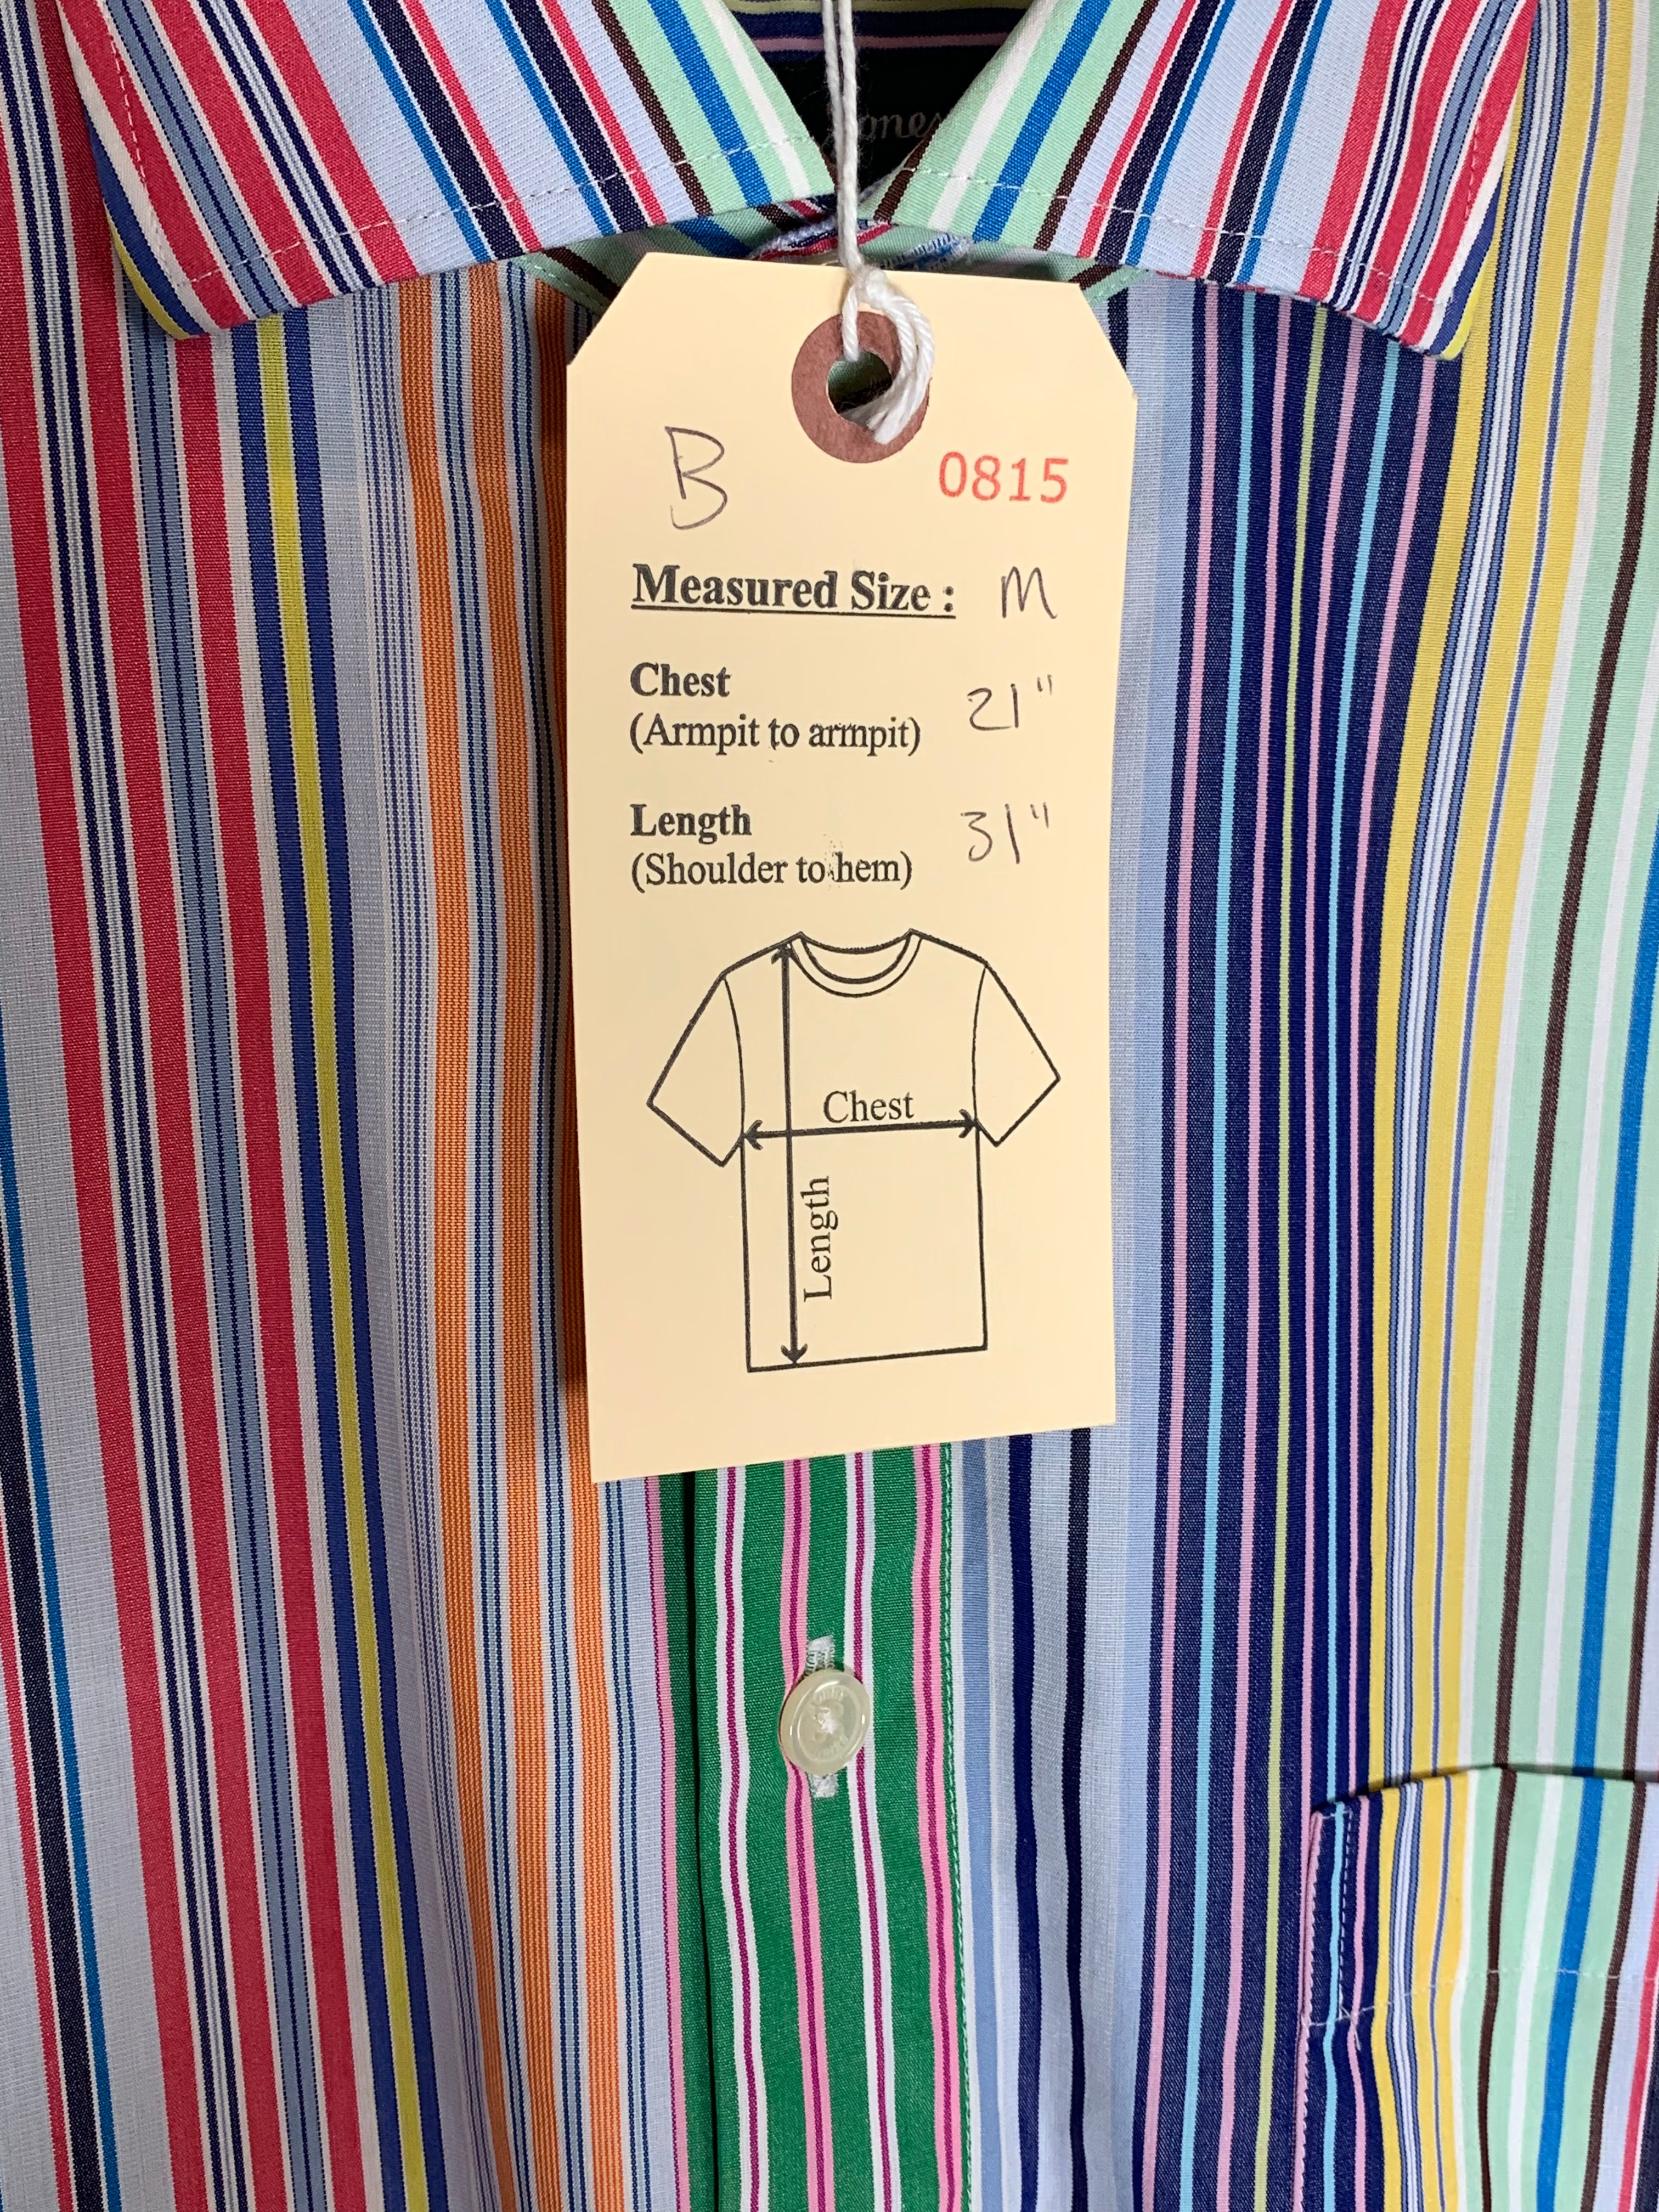 B 0815
Measured Size : M
Chest
(Armpit to armpit) 21"
Length
(Shoulder to hem) 31"
Chest
Length